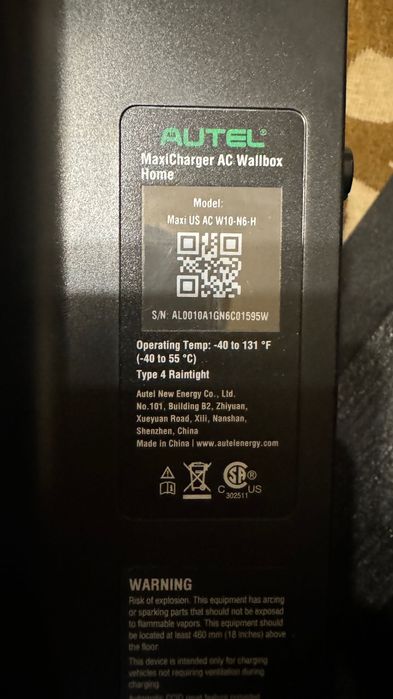 AUTEL®
MaxiCharger AC Wallbox
Home
Model:
Maxi US AC W10-N6-H
S/N: AL0010A1GN6C01595W
Operating Temp: -40 to 131 °F
(-40 to 55 °C)
Type 4 Raintight
Autel New Energy Co., Ltd.
No.101, Building B2, Zhiyuan,
Xueyuan Road, Xili, Nanshan,
Shenzhen, China
Made in China | www.autelenergy.com
SA ®
C US
302511
WARNING
Risk of explosion. This equipment has arcing
or sparking parts that should not be exposed
to flammable vapors. This equipment should
be located at least 460 mm (18 inches) above
the floor.
This device is intended only for charging
vehicles not requiring ventilation during
charging.